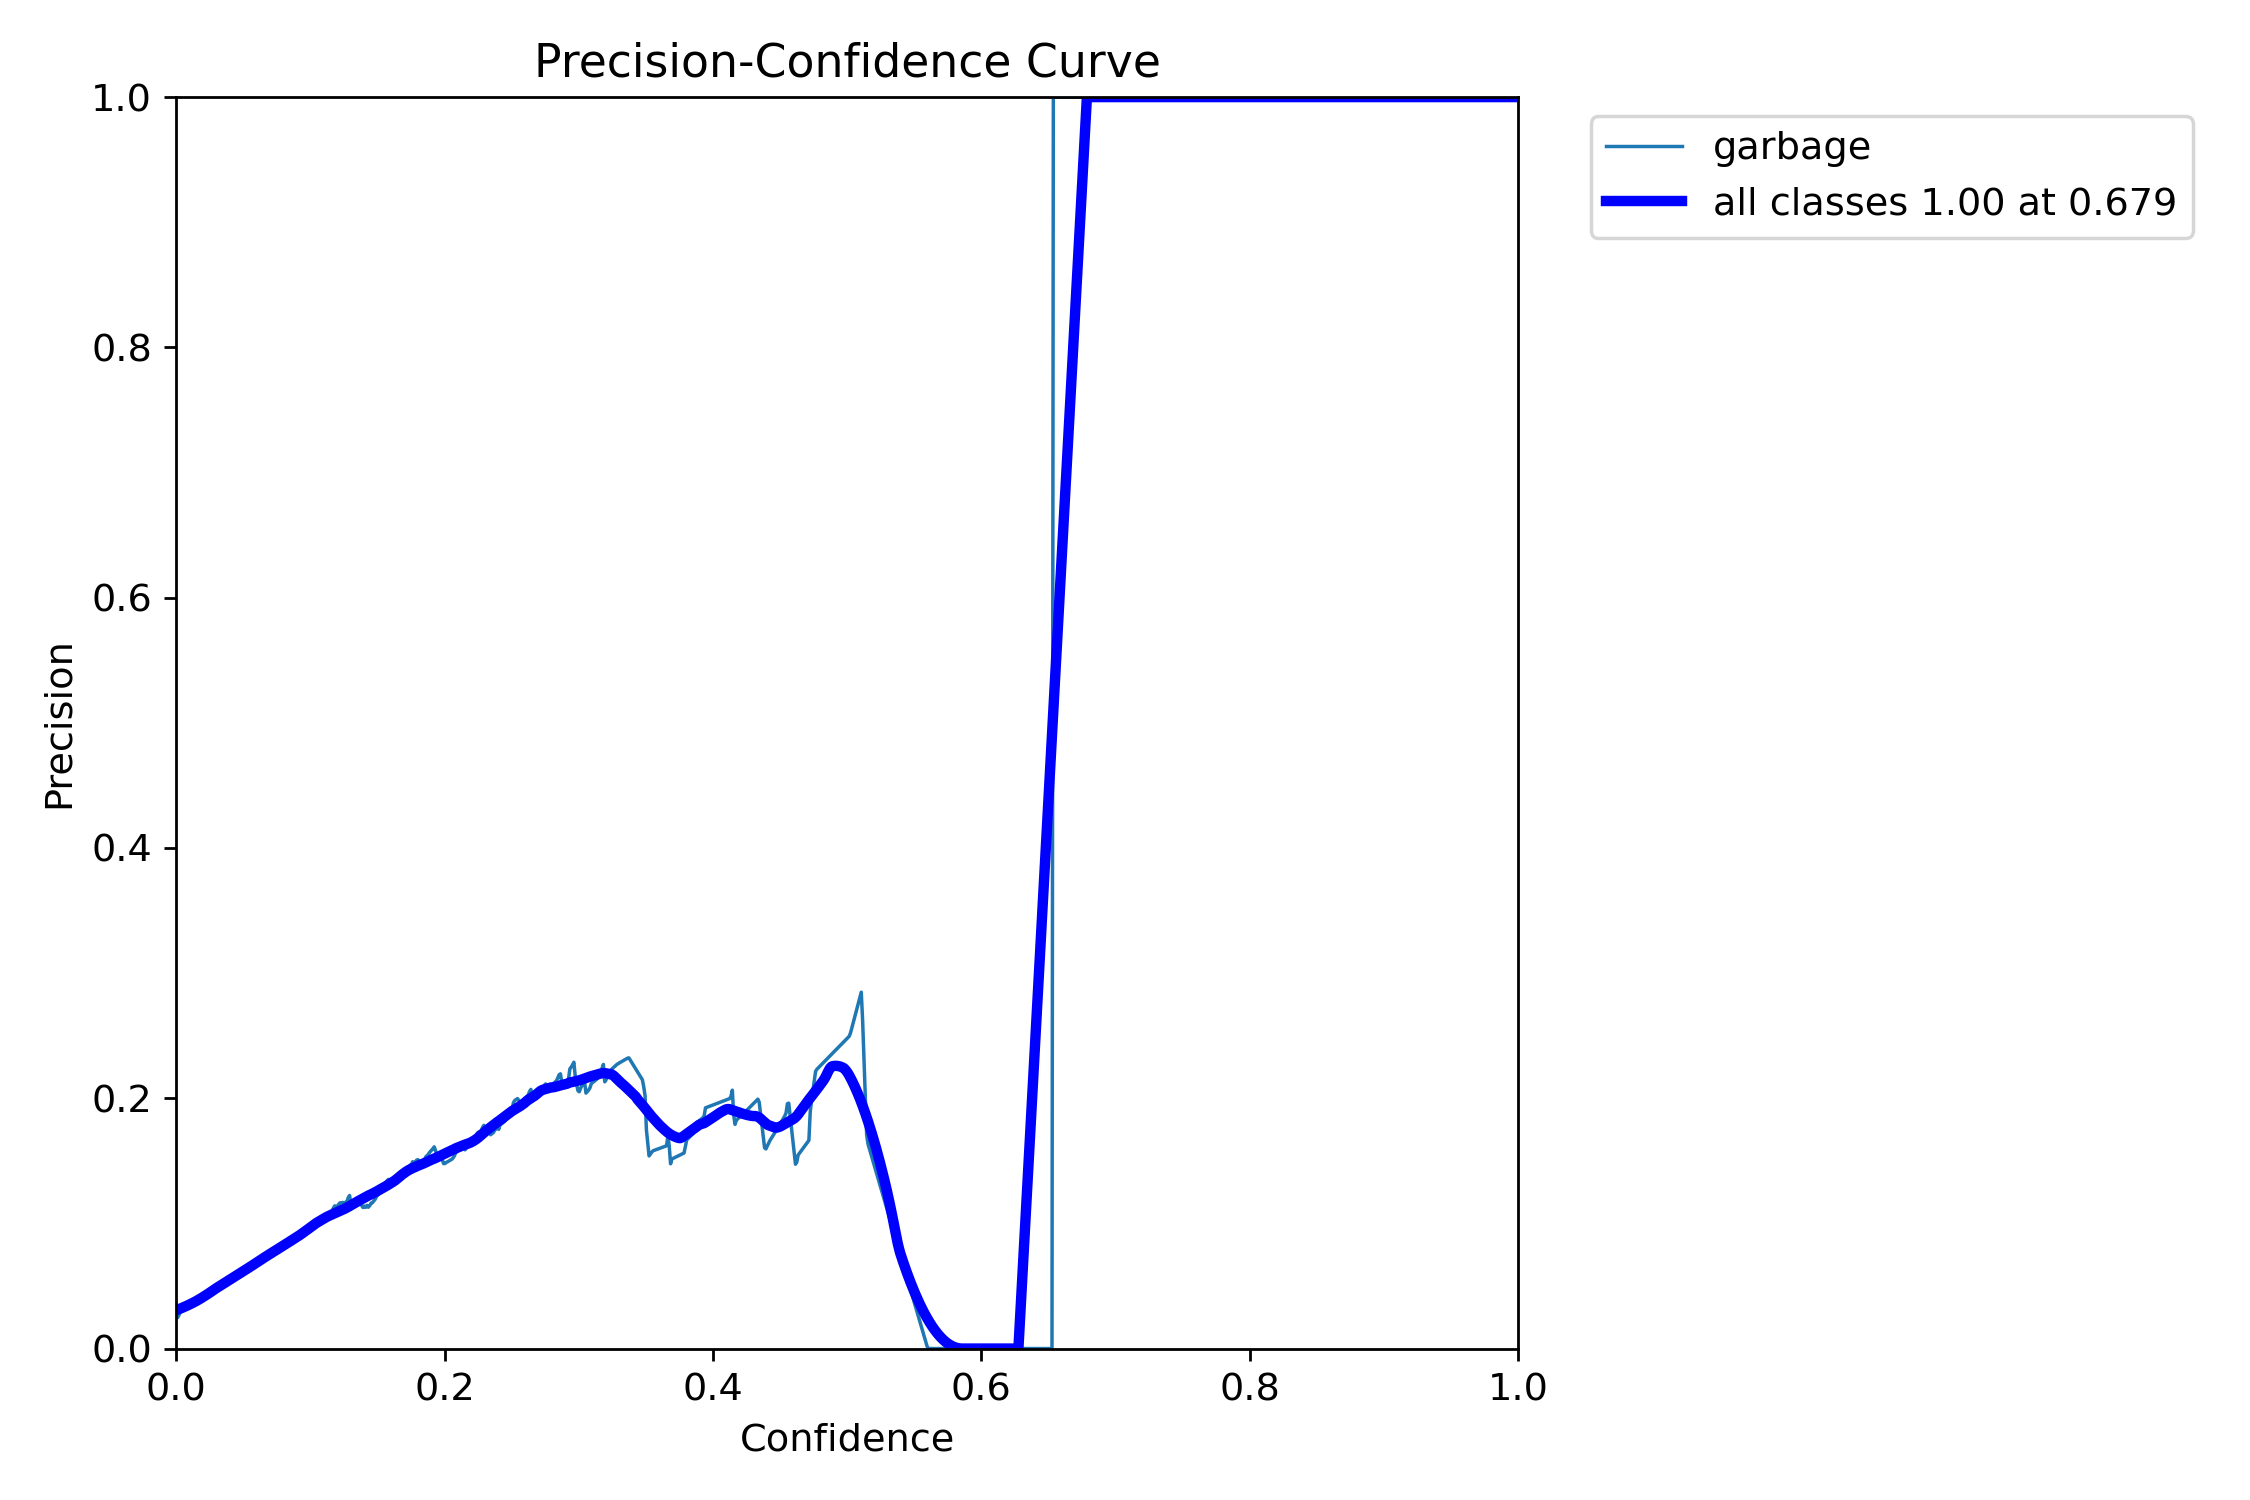 Precision-Confidence Curve
1.0
0.8
0.6
0.4
0.2
0.0
Precision
0.0 0.2 0.4 0.6 0.8 1.0
Confidence
garbage
all classes 1.00 at 0.679